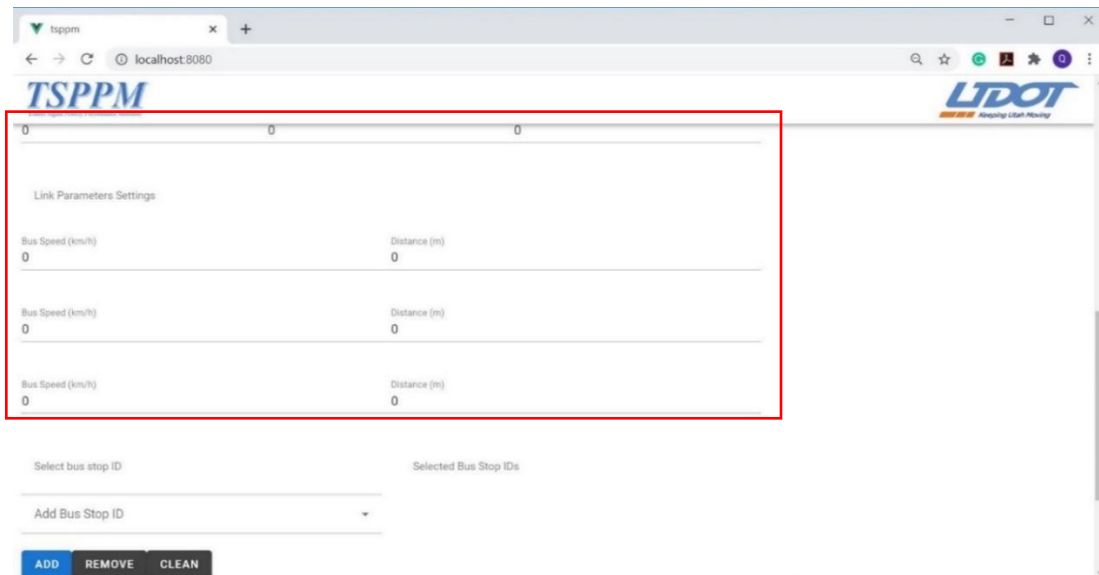 tsppm
localhost:8080
TSPPM
UDOT
Keeping Utah Moving
0 0 0
Link Parameters Settings
Bus Speed (km/h) Distance (m)
0 0
Bus Speed (km/h) Distance (m)
0 0
Bus Speed (km/h) Distance (m)
0 0
Select bus stop ID Selected Bus Stop IDs
Add Bus Stop ID
ADD REMOVE CLEAN